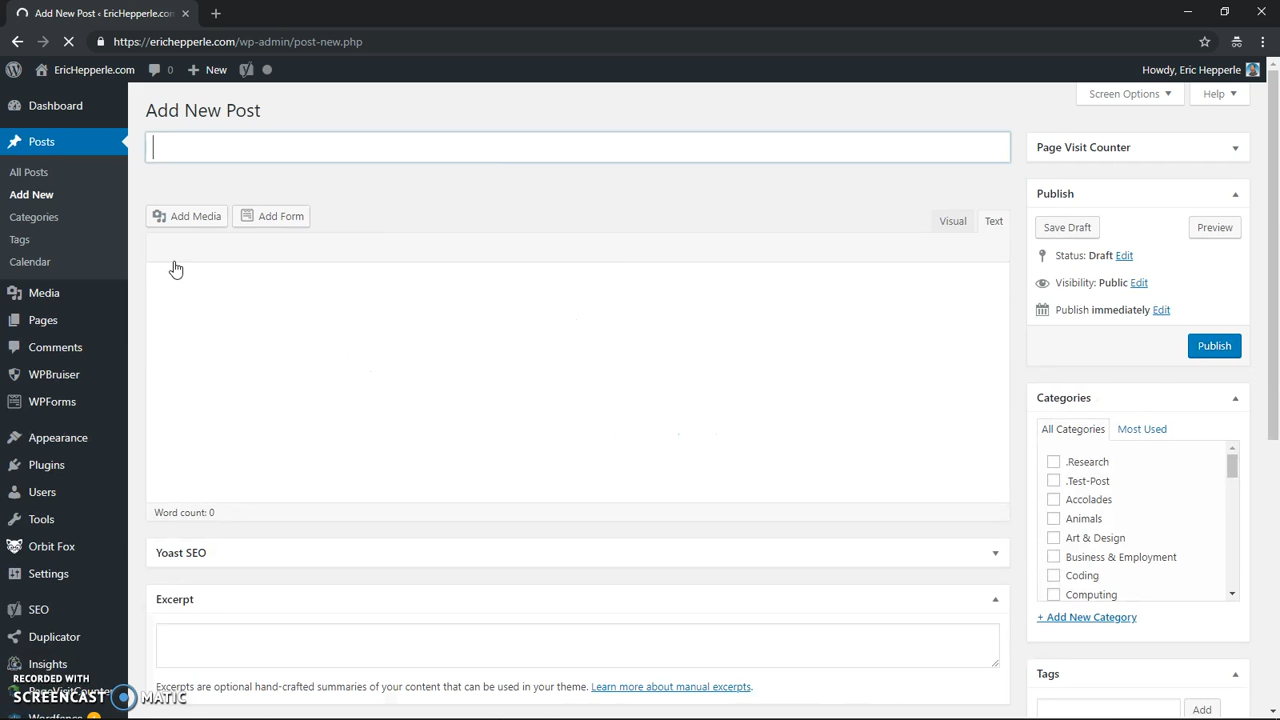 Add New Post ‹ EricHepperle.com
https://erichepperle.com/wp-admin/post-new.php
EricHepperle.com
0
New
Howdy, Eric Hepperle
Dashboard
Posts
All Posts
Add New
Categories
Tags
Calendar
Media
Pages
Comments
WPBruiser
WPForms
Appearance
Plugins
Users
Tools
Orbit Fox
Settings
SEO
Duplicator
Insights
PageVisitCounter
Wordfence
Screen Options
Help
Add New Post
Add Media
Add Form
Visual
Text
Word count: 0
Yoast SEO
Excerpt
Excerpts are optional hand-crafted summaries of your content that can be used in your theme. Learn more about manual excerpts.
Page Visit Counter
Publish
Save Draft
Preview
Status: Draft Edit
Visibility: Public Edit
Publish immediately Edit
Publish
Categories
All Categories
Most Used
.Research
.Test-Post
Accolades
Animals
Art & Design
Business & Employment
Coding
Computing
+ Add New Category
Tags
Add
RECORDED WITH
SCREENCAST MATIC